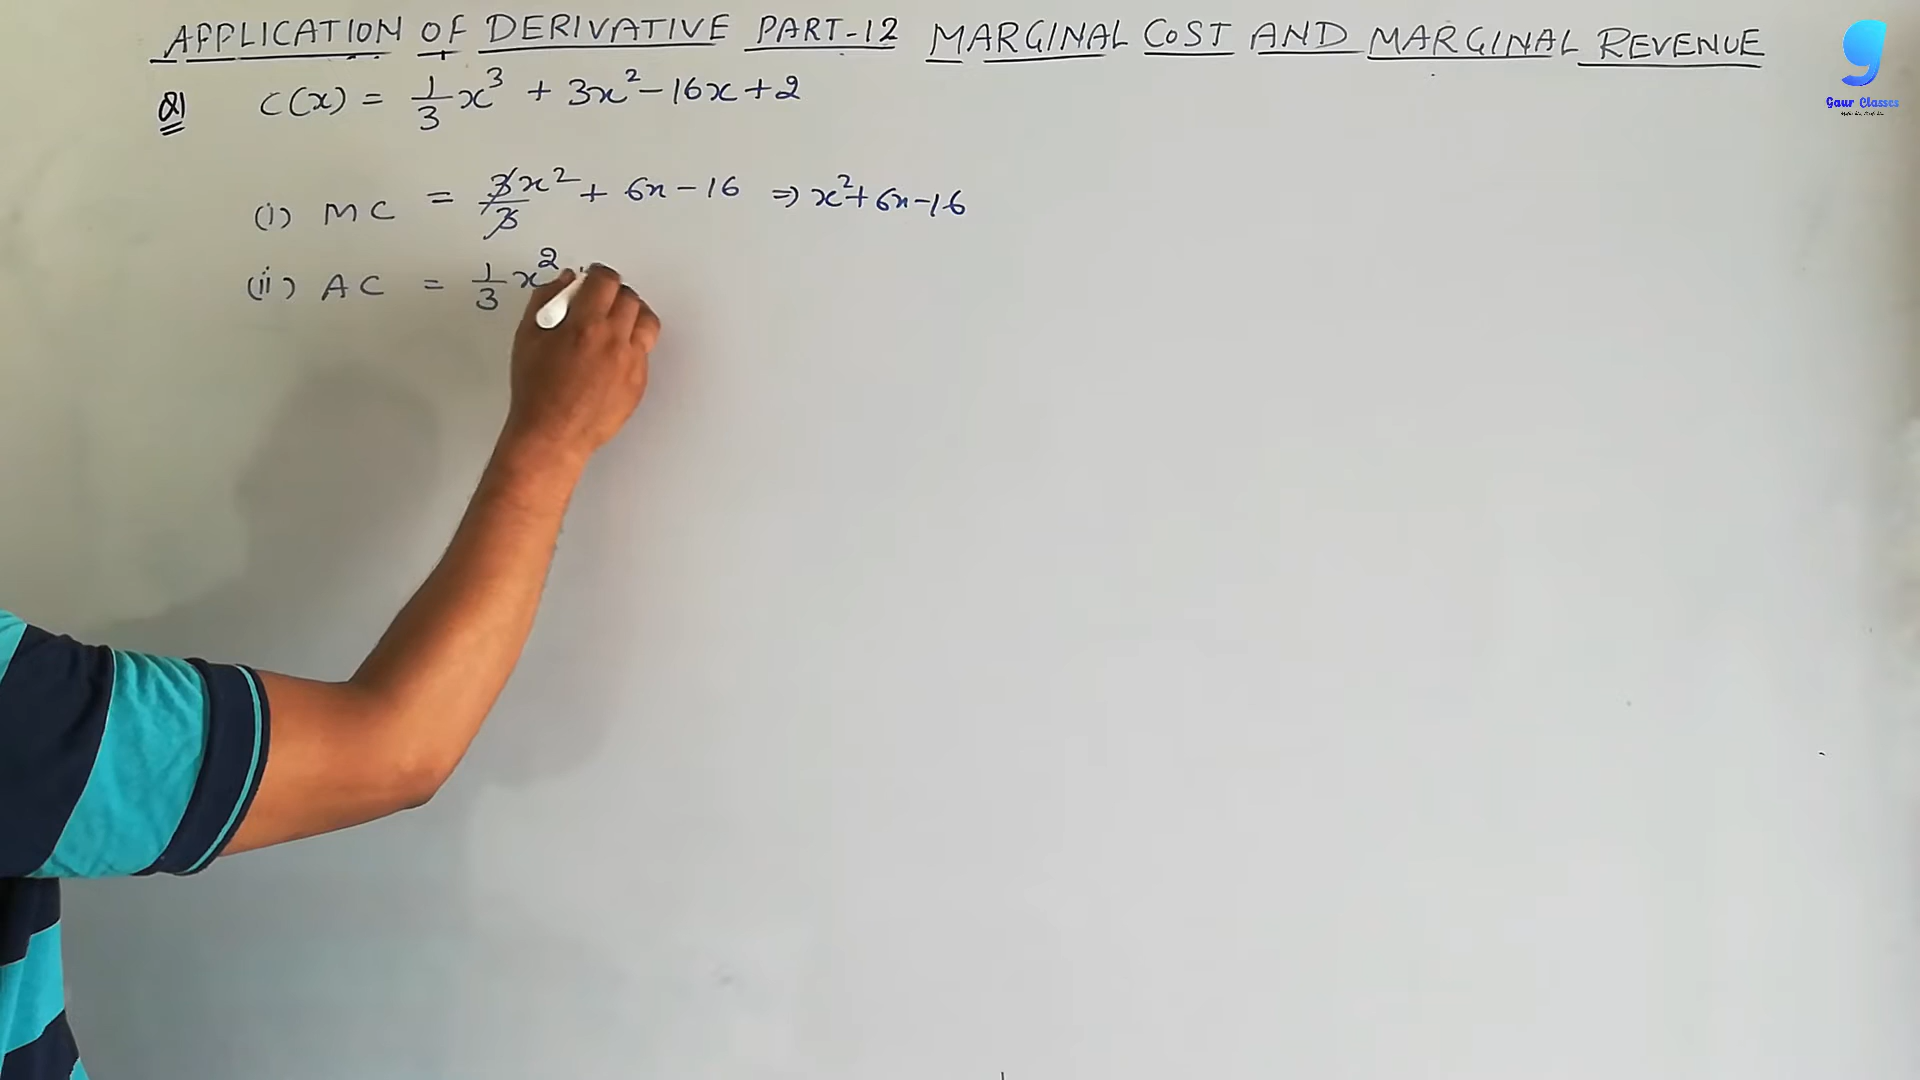 APPLICATION OF DERIVATIVE PART-12 MARGINAL COST AND MARGINAL REVENUE
Q1 C(x) = 1/3 x³ + 3x² - 16x + 2
(i) MC = 3x²/3 + 6x - 16 ⇒ x² + 6x - 16
(ii) AC = 1/3 x²
g
Gaur Classes